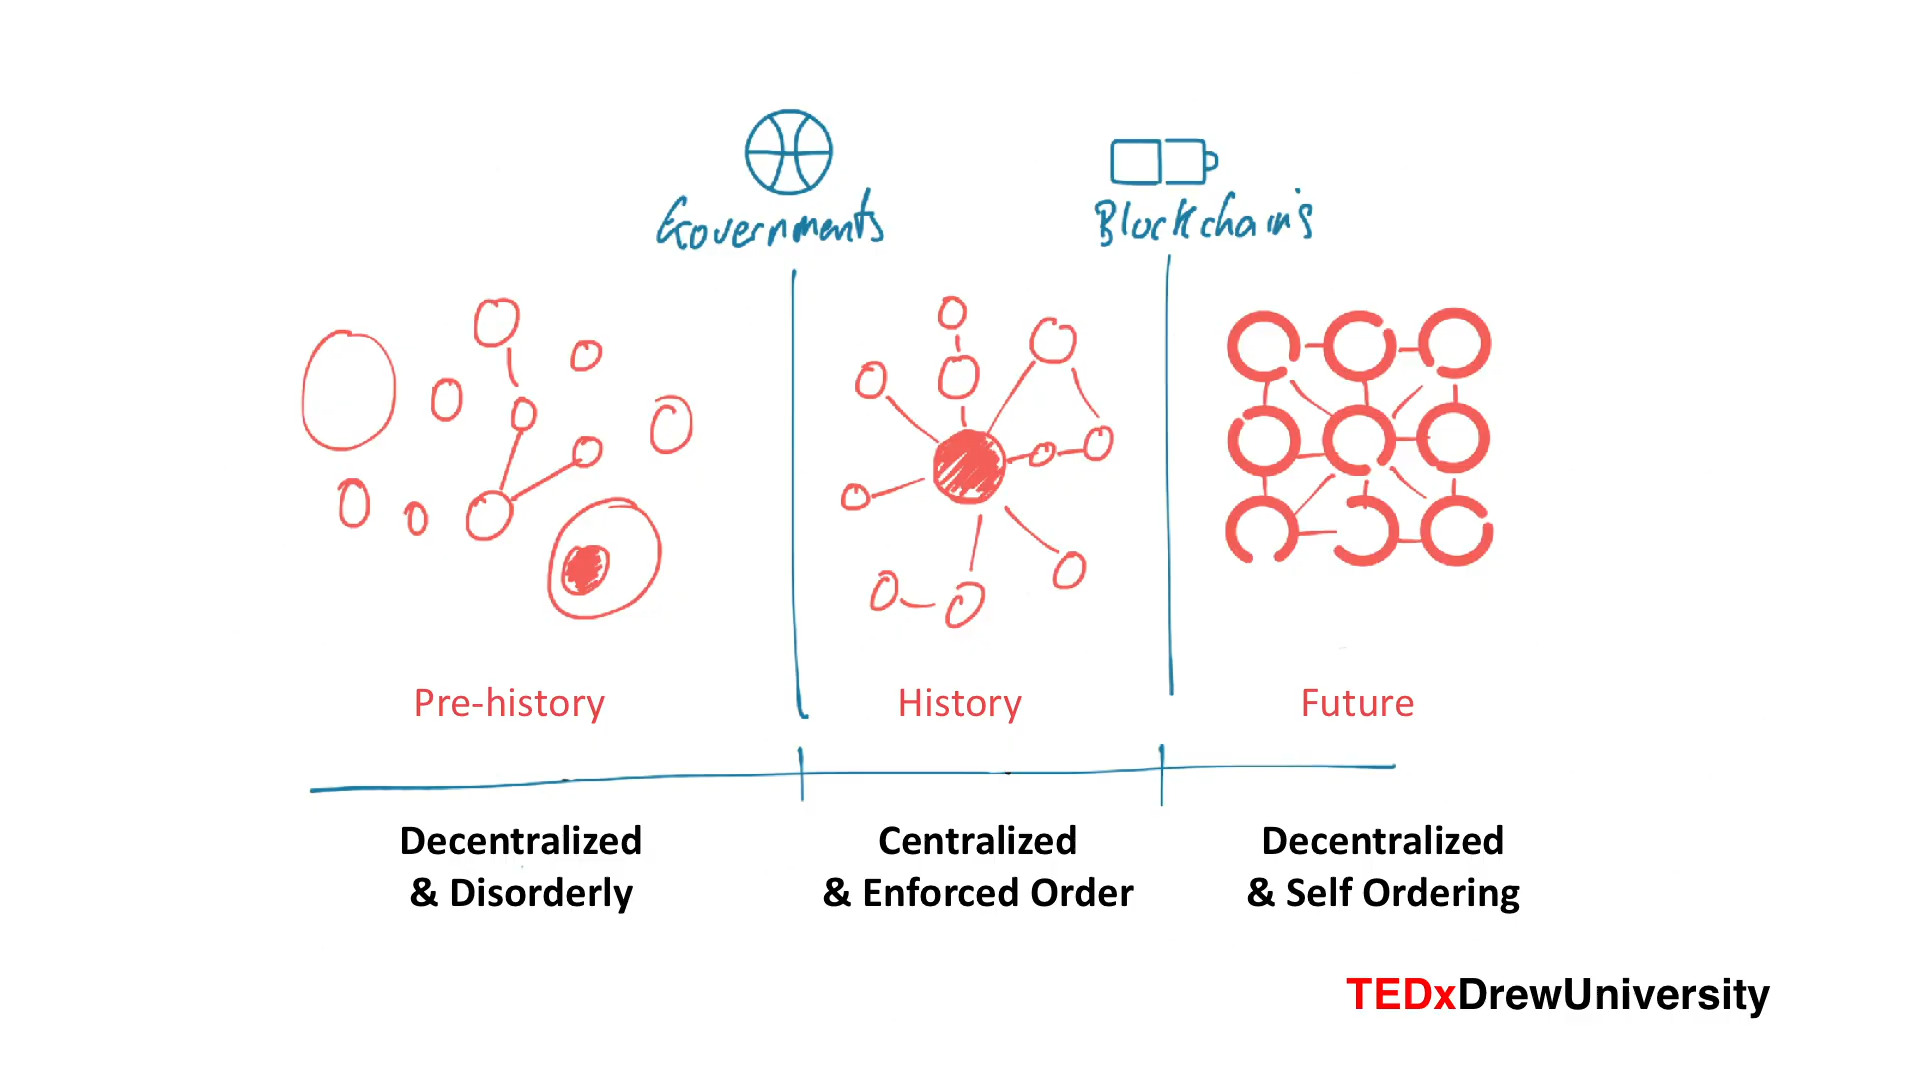 Governments
Blockchains
Pre-history
History
Future
Decentralized
& Disorderly
Centralized
& Enforced Order
Decentralized
& Self Ordering
TEDxDrewUniversity